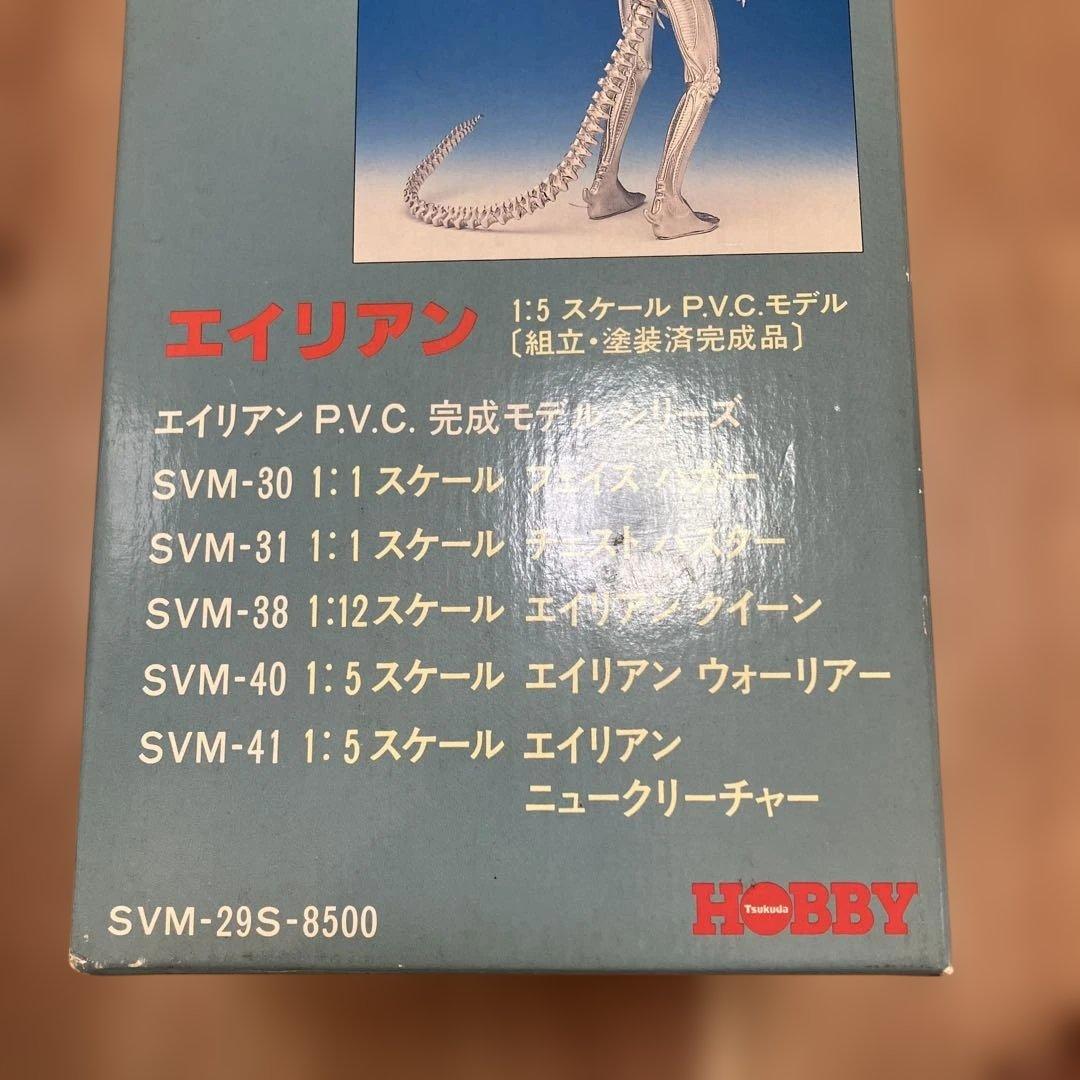 エイリアン
1:5 スケール P.V.C.モデル
〔組立・塗装済完成品〕
エイリアン P.V.C. 完成モデル シリーズ
SVM-30 1:1スケール フェイス ハガー
SVM-31 1:1スケール チェスト バスター
SVM-38 1:12スケール エイリアン クイーン
SVM-40 1:5スケール エイリアン ウォーリアー
SVM-41 1:5スケール エイリアン
ニュークリーチャー
SVM-29S-8500
HOBBY
Tsukuda